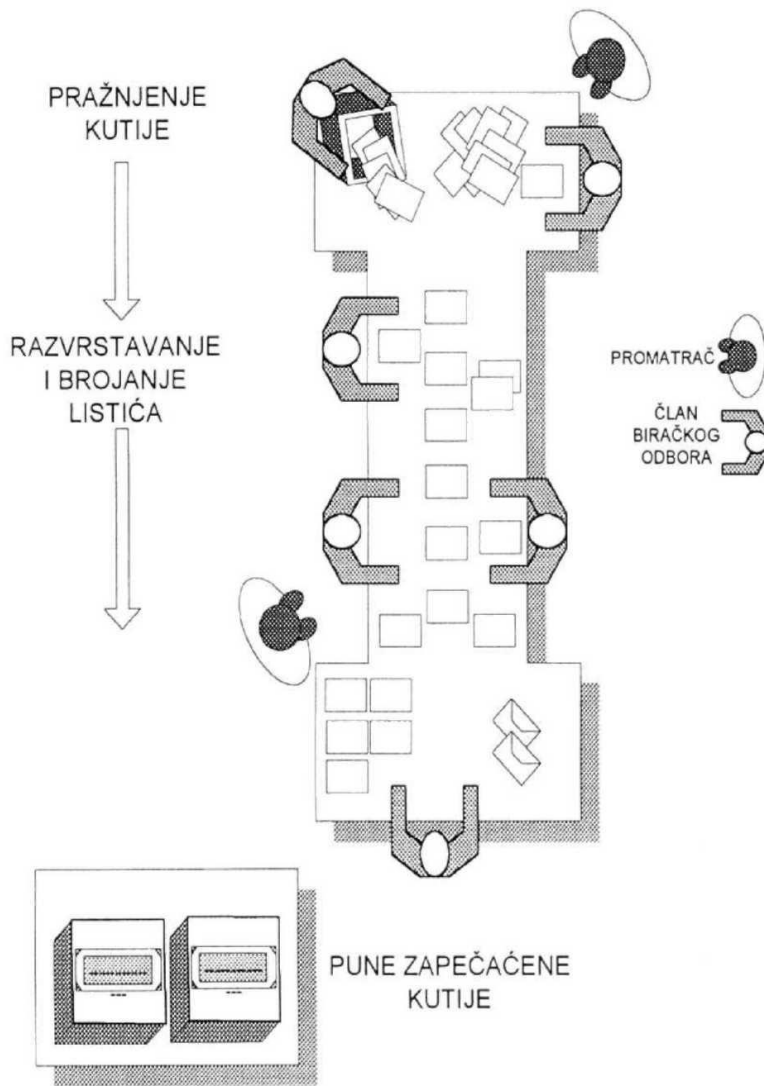 PRAŽNJENJE
KUTIJE
RAZVRSTAVANJE
I BROJANJE
LISTIĆA
PROMATRAČ
ČLAN
BIRAČKOG
ODBORA
PUNE ZAPEČAĆENE
KUTIJE